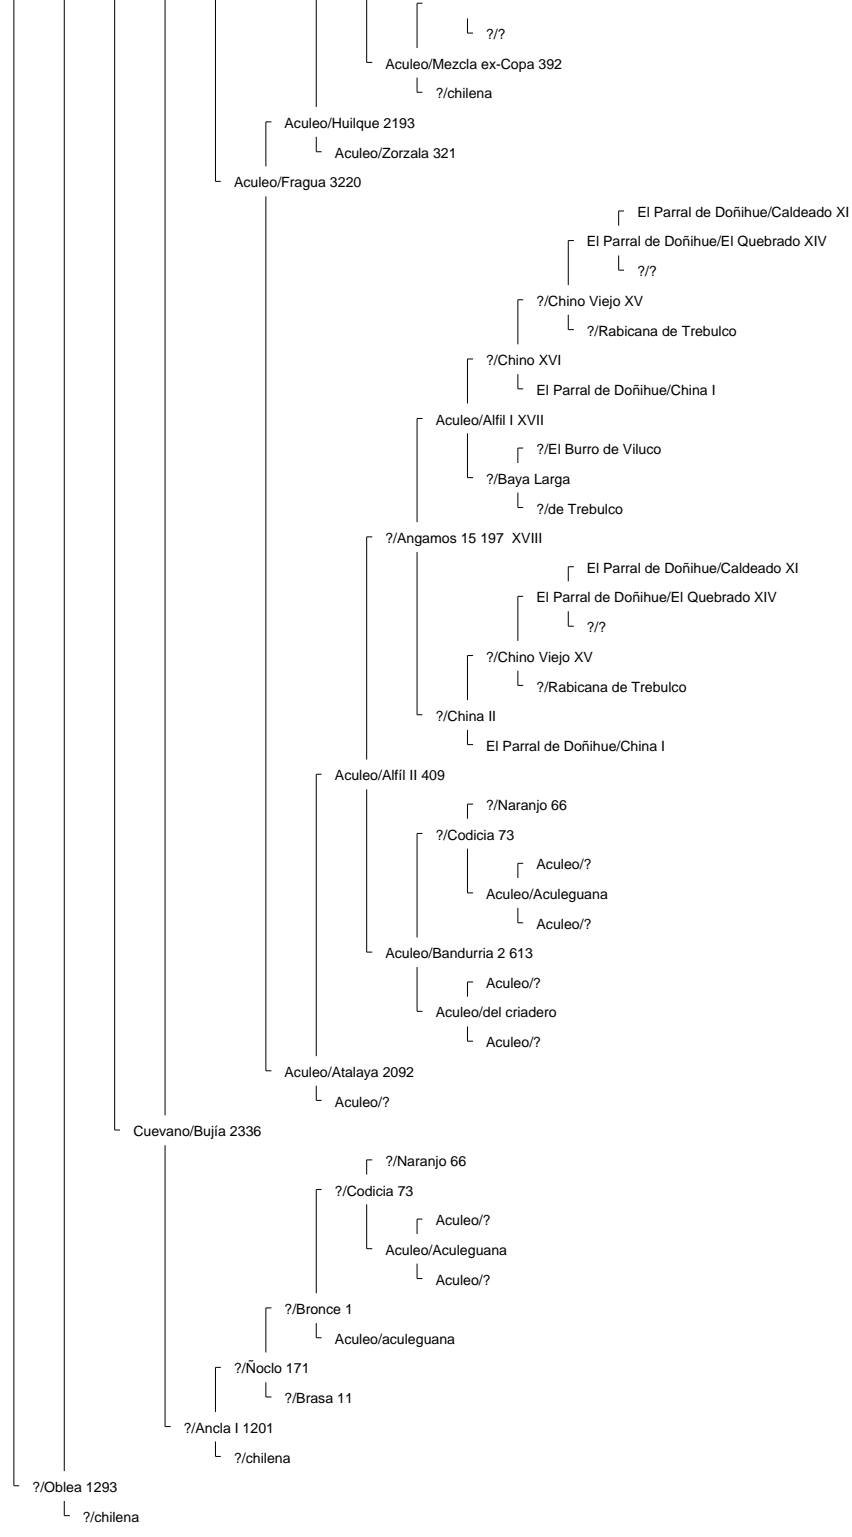 ?/?
Aculeo/Mezcla ex-Copa 392
?/chilena
Aculeo/Huilque 2193
Aculeo/Zorzala 321
Aculeo/Fragua 3220
El Parral de Doñihue/Caldeado XI
El Parral de Doñihue/El Quebrado XIV
?/?
?/Chino Viejo XV
?/Rabicana de Trebulco
?/Chino XVI
El Parral de Doñihue/China I
Aculeo/Alfil I XVII
?/El Burro de Viluco
?/Baya Larga
?/de Trebulco
?/Angamos 15 197  XVIII
El Parral de Doñihue/Caldeado XI
El Parral de Doñihue/El Quebrado XIV
?/?
?/Chino Viejo XV
?/Rabicana de Trebulco
?/China II
El Parral de Doñihue/China I
Aculeo/Alfíl II 409
?/Naranjo 66
?/Codicia 73
Aculeo/?
Aculeo/Aculeguana
Aculeo/?
Aculeo/Bandurria 2 613
Aculeo/?
Aculeo/del criadero
Aculeo/?
Aculeo/Atalaya 2092
Aculeo/?
Cuevano/Bujía 2336
?/Naranjo 66
?/Codicia 73
Aculeo/?
Aculeo/Aculeguana
Aculeo/?
?/Bronce 1
Aculeo/aculeguana
?/Ñoclo 171
?/Brasa 11
?/Ancla I 1201
?/chilena
?/Oblea 1293
?/chilena